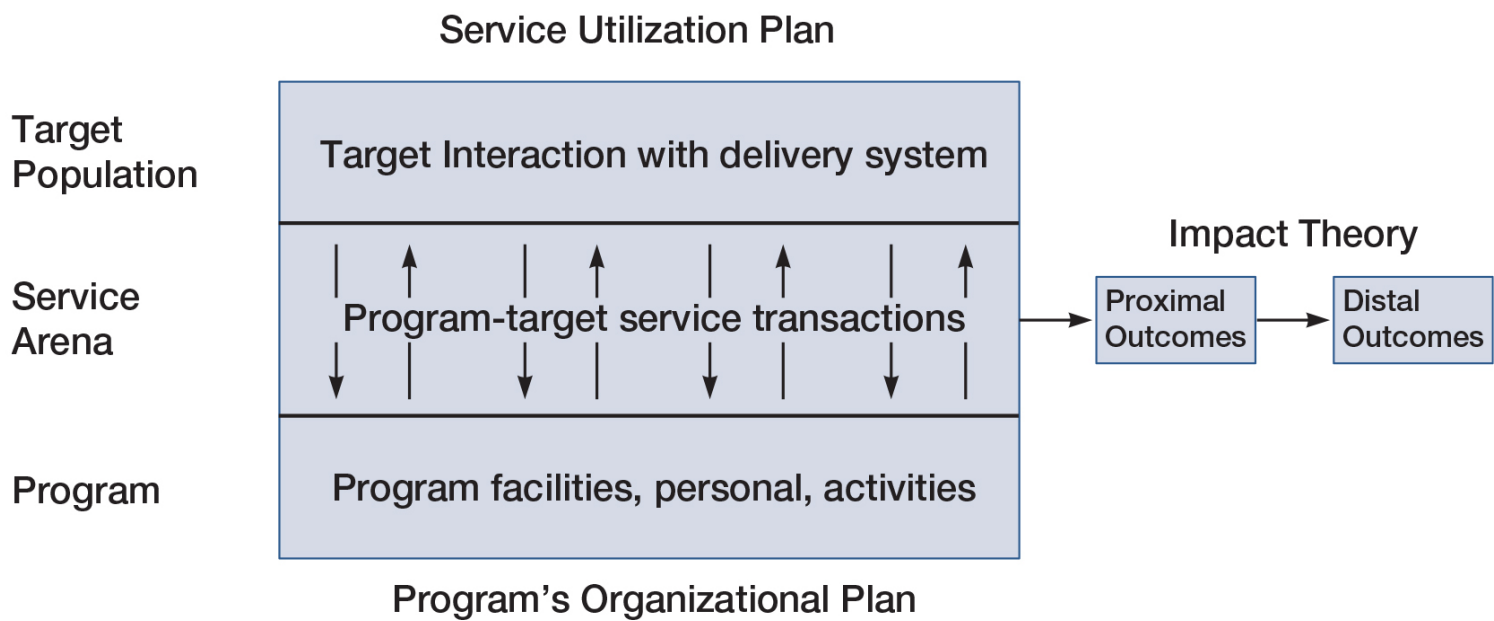 Service Utilization Plan
Target
Population
Target Interaction with delivery system
Impact Theory
Service
Arena
Program-target service transactions
Proximal
Outcomes
Distal
Outcomes
Program
Program facilities, personal, activities
Program’s Organizational Plan